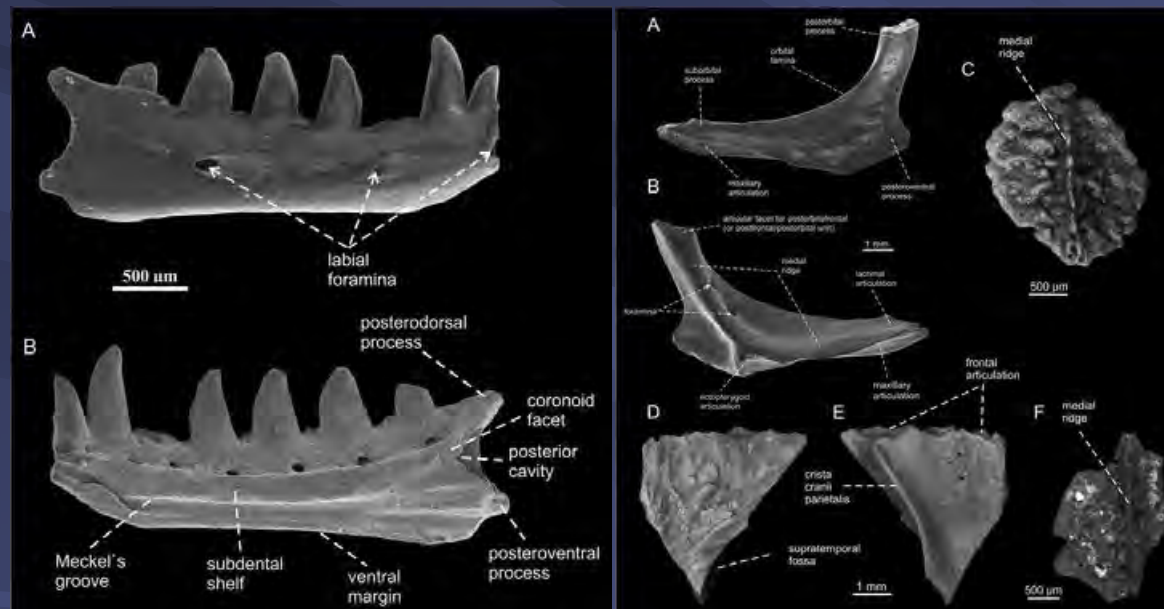 A
labial
foramina
500 µm
B
posterodorsal
process
coronoid
facet
posterior
cavity
Meckel´s
groove
subdental
shelf
ventral
margin
posteroventral
process
A
postorbital
process
orbital
lamina
suborbital
process
maxillary
articulation
posteroventral
process
B
articular facet for postorbitofrontal
(or postfrontal/postorbital unit)
1 mm
medial
ridge
lacrimal
articulation
foramina
maxillary
articulation
ectopterygoid
articulation
C
medial
ridge
500 µm
D
E
frontal
articulation
crista
cranii
parietalis
supratemporal
fossa
1 mm
F
medial
ridge
500 µm